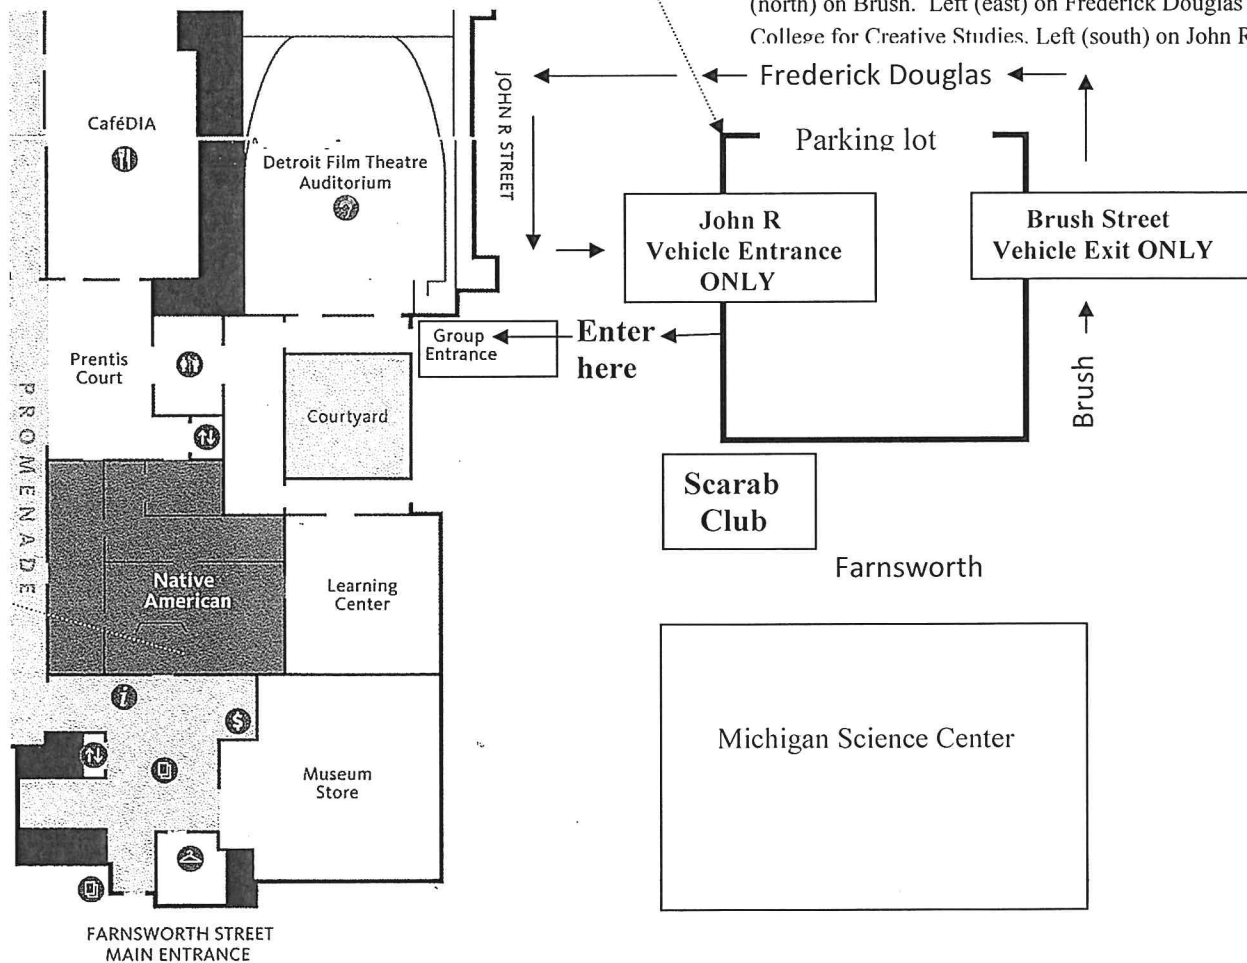 (north) on Brush. Left (east) on Frederick Douglas
College for Creative Studies. Left (south) on John R
Frederick Douglas
JOHN R STREET
Parking lot
CaféDIA
Detroit Film Theatre
Auditorium
John R
Vehicle Entrance
ONLY
Brush Street
Vehicle Exit ONLY
Group
Entrance
Enter
here
Prentis
Court
Courtyard
Brush
PROMENADE
Scarab
Club
Farnsworth
Native
American
Learning
Center
i
$
Museum
Store
Michigan Science Center
FARNSWORTH STREET
MAIN ENTRANCE